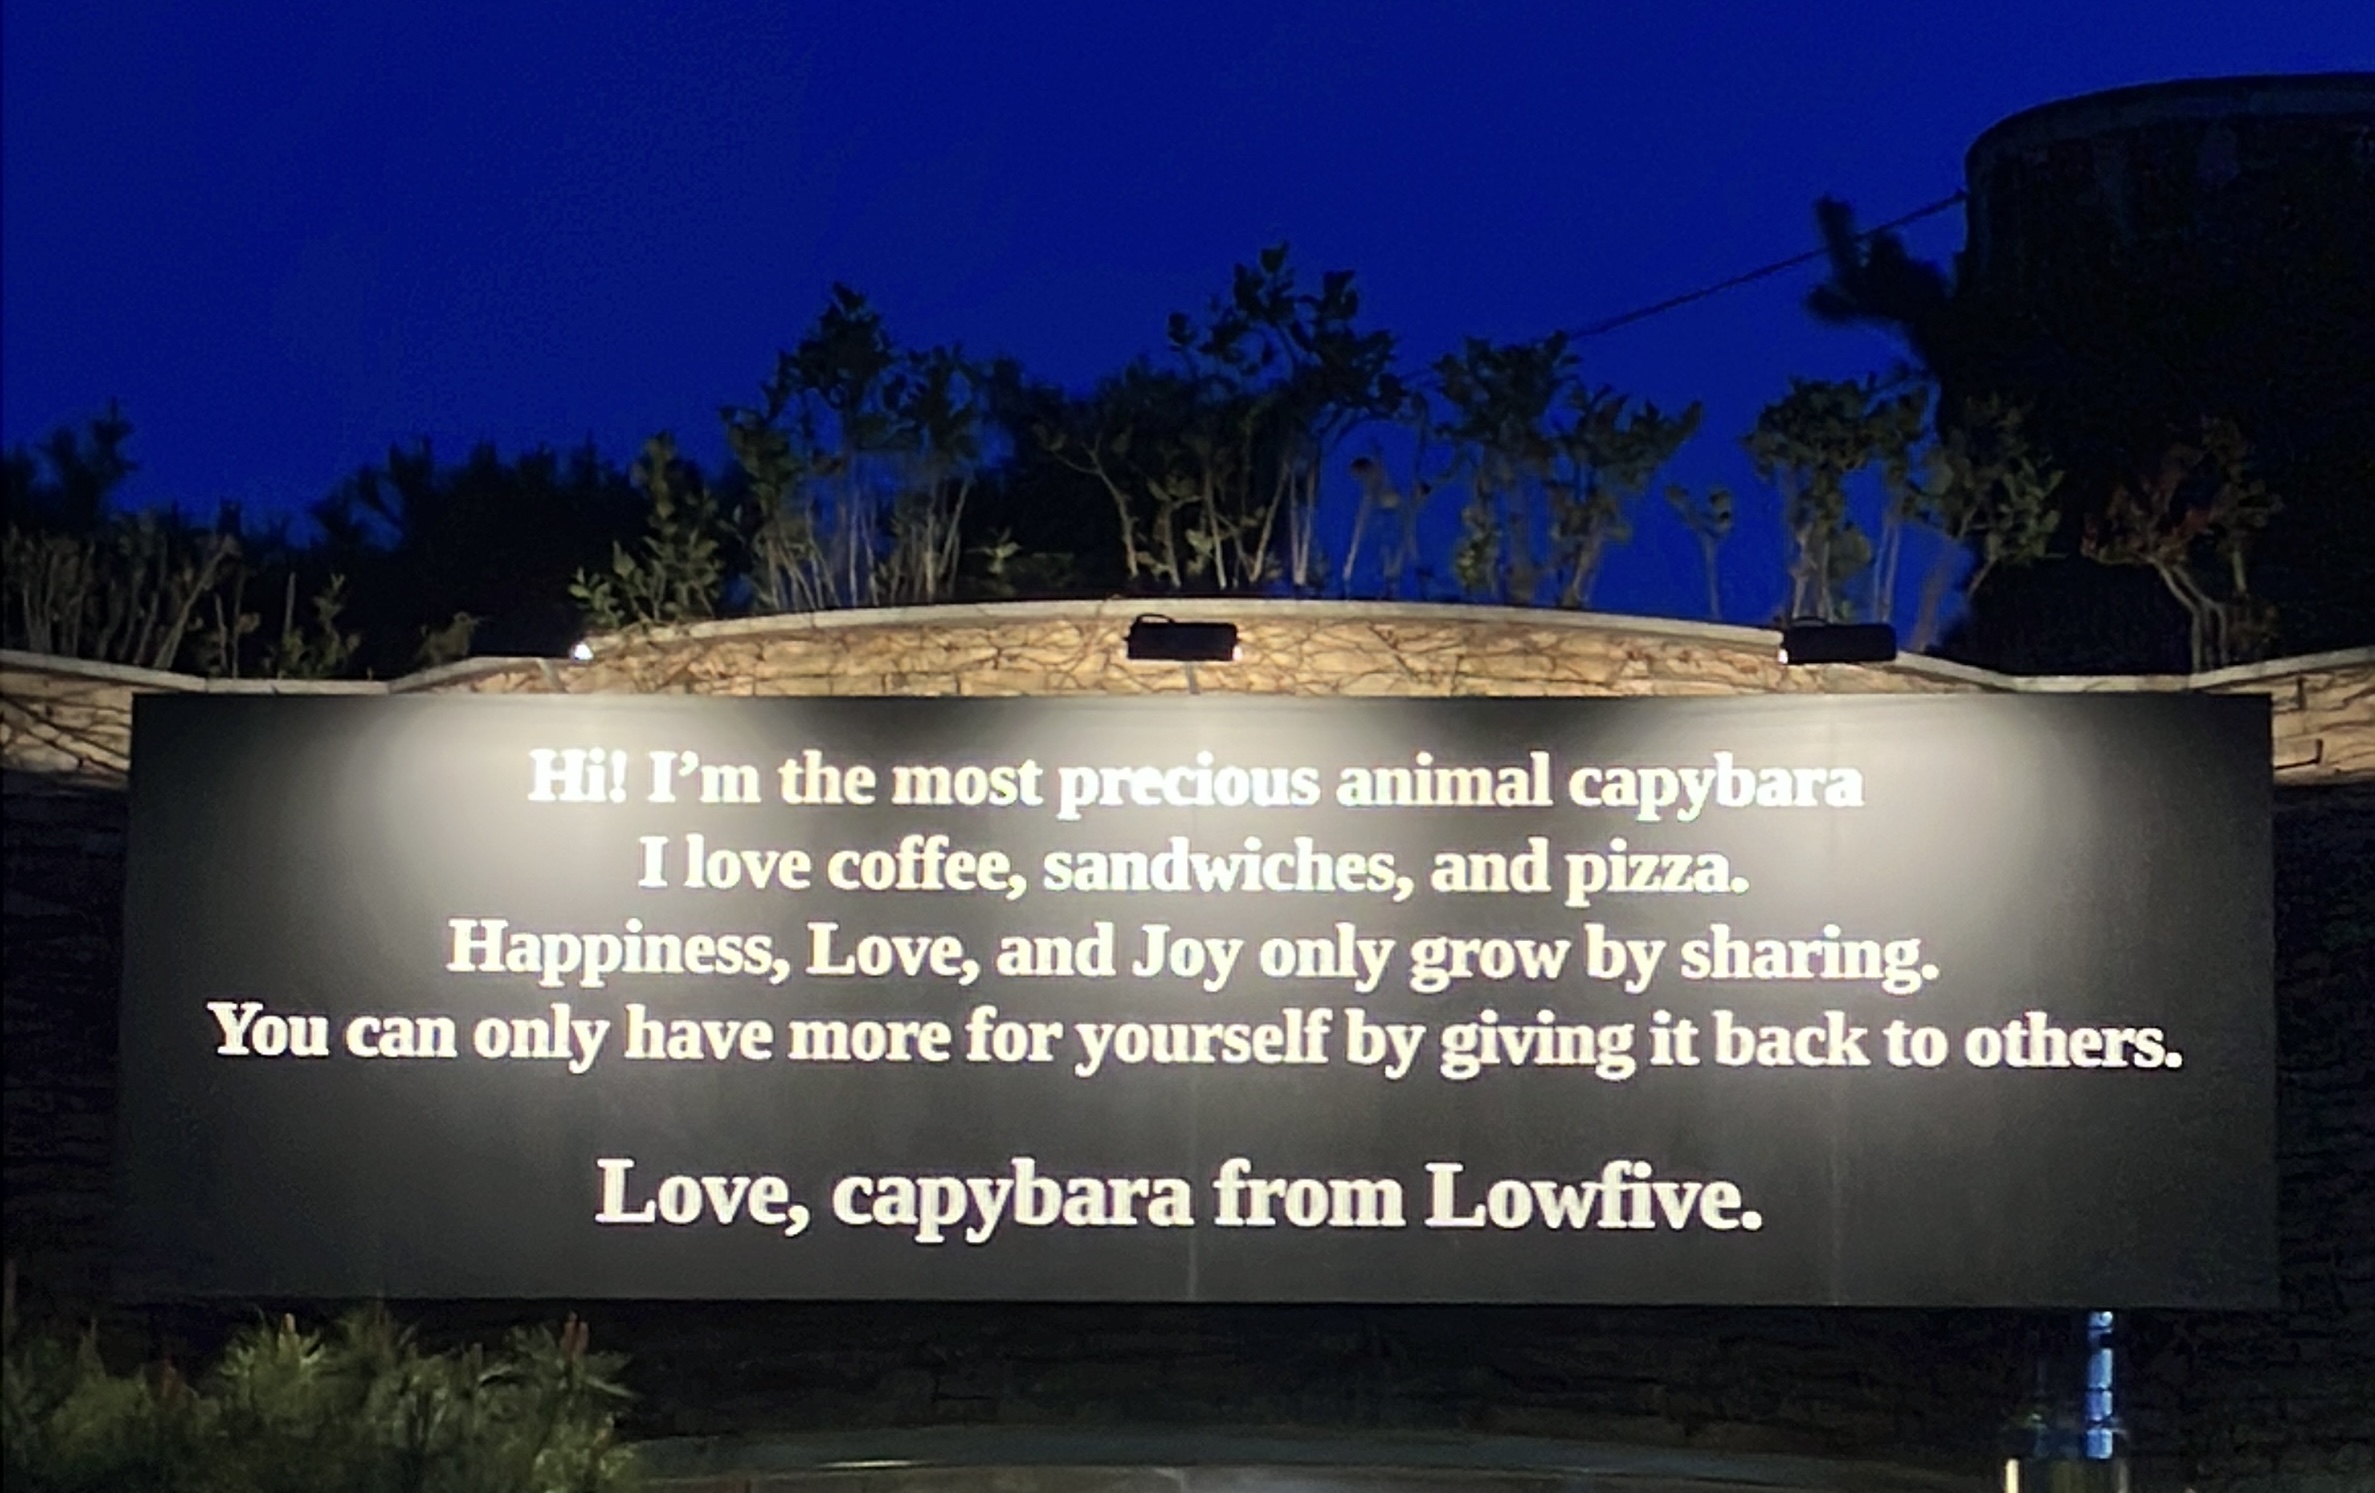 Hi! I’m the most precious animal capybara
I love coffee, sandwiches, and pizza.
Happiness, Love, and Joy only grow by sharing.
You can only have more for yourself by giving it back to others.
Love, capybara from Lowfive.